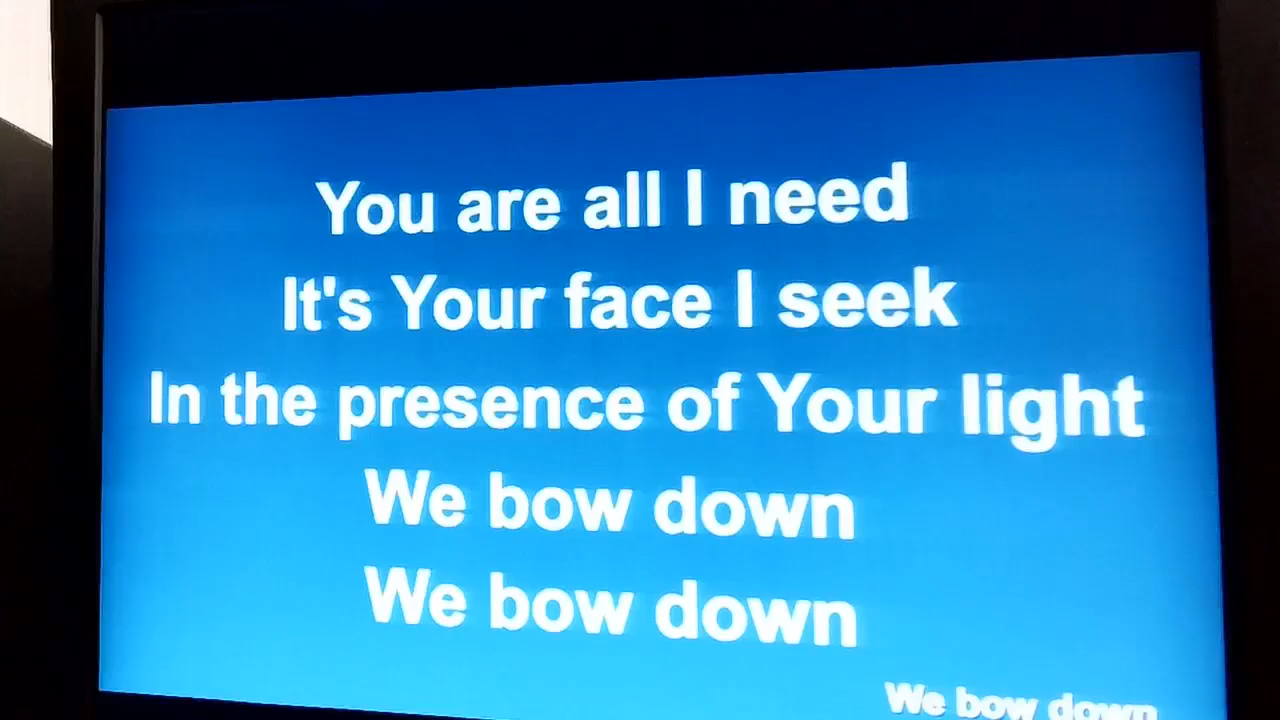 You are all I need
It's Your face I seek
In the presence of Your light
We bow down
We bow down
We bow down